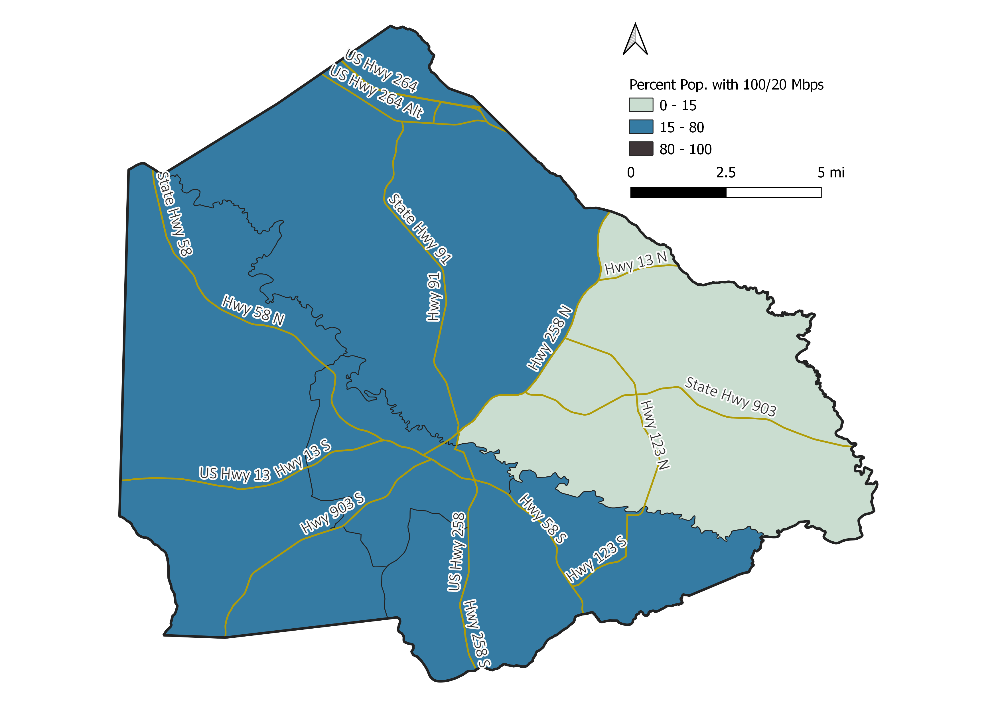 US Hwy 264
US Hwy 264 Alt
Percent Pop. with 100/20 Mbps
0 - 15
15 - 80
80 - 100
0 2.5 5 mi
State Hwy 58
State Hwy 91
Hwy 13 N
Hwy 91
Hwy 58 N
Hwy 258 N
State Hwy 903
Hwy 123 N
US Hwy 13
Hwy 13 S
Hwy 903 S
US Hwy 258
Hwy 58 S
Hwy 123 S
Hwy 258 S